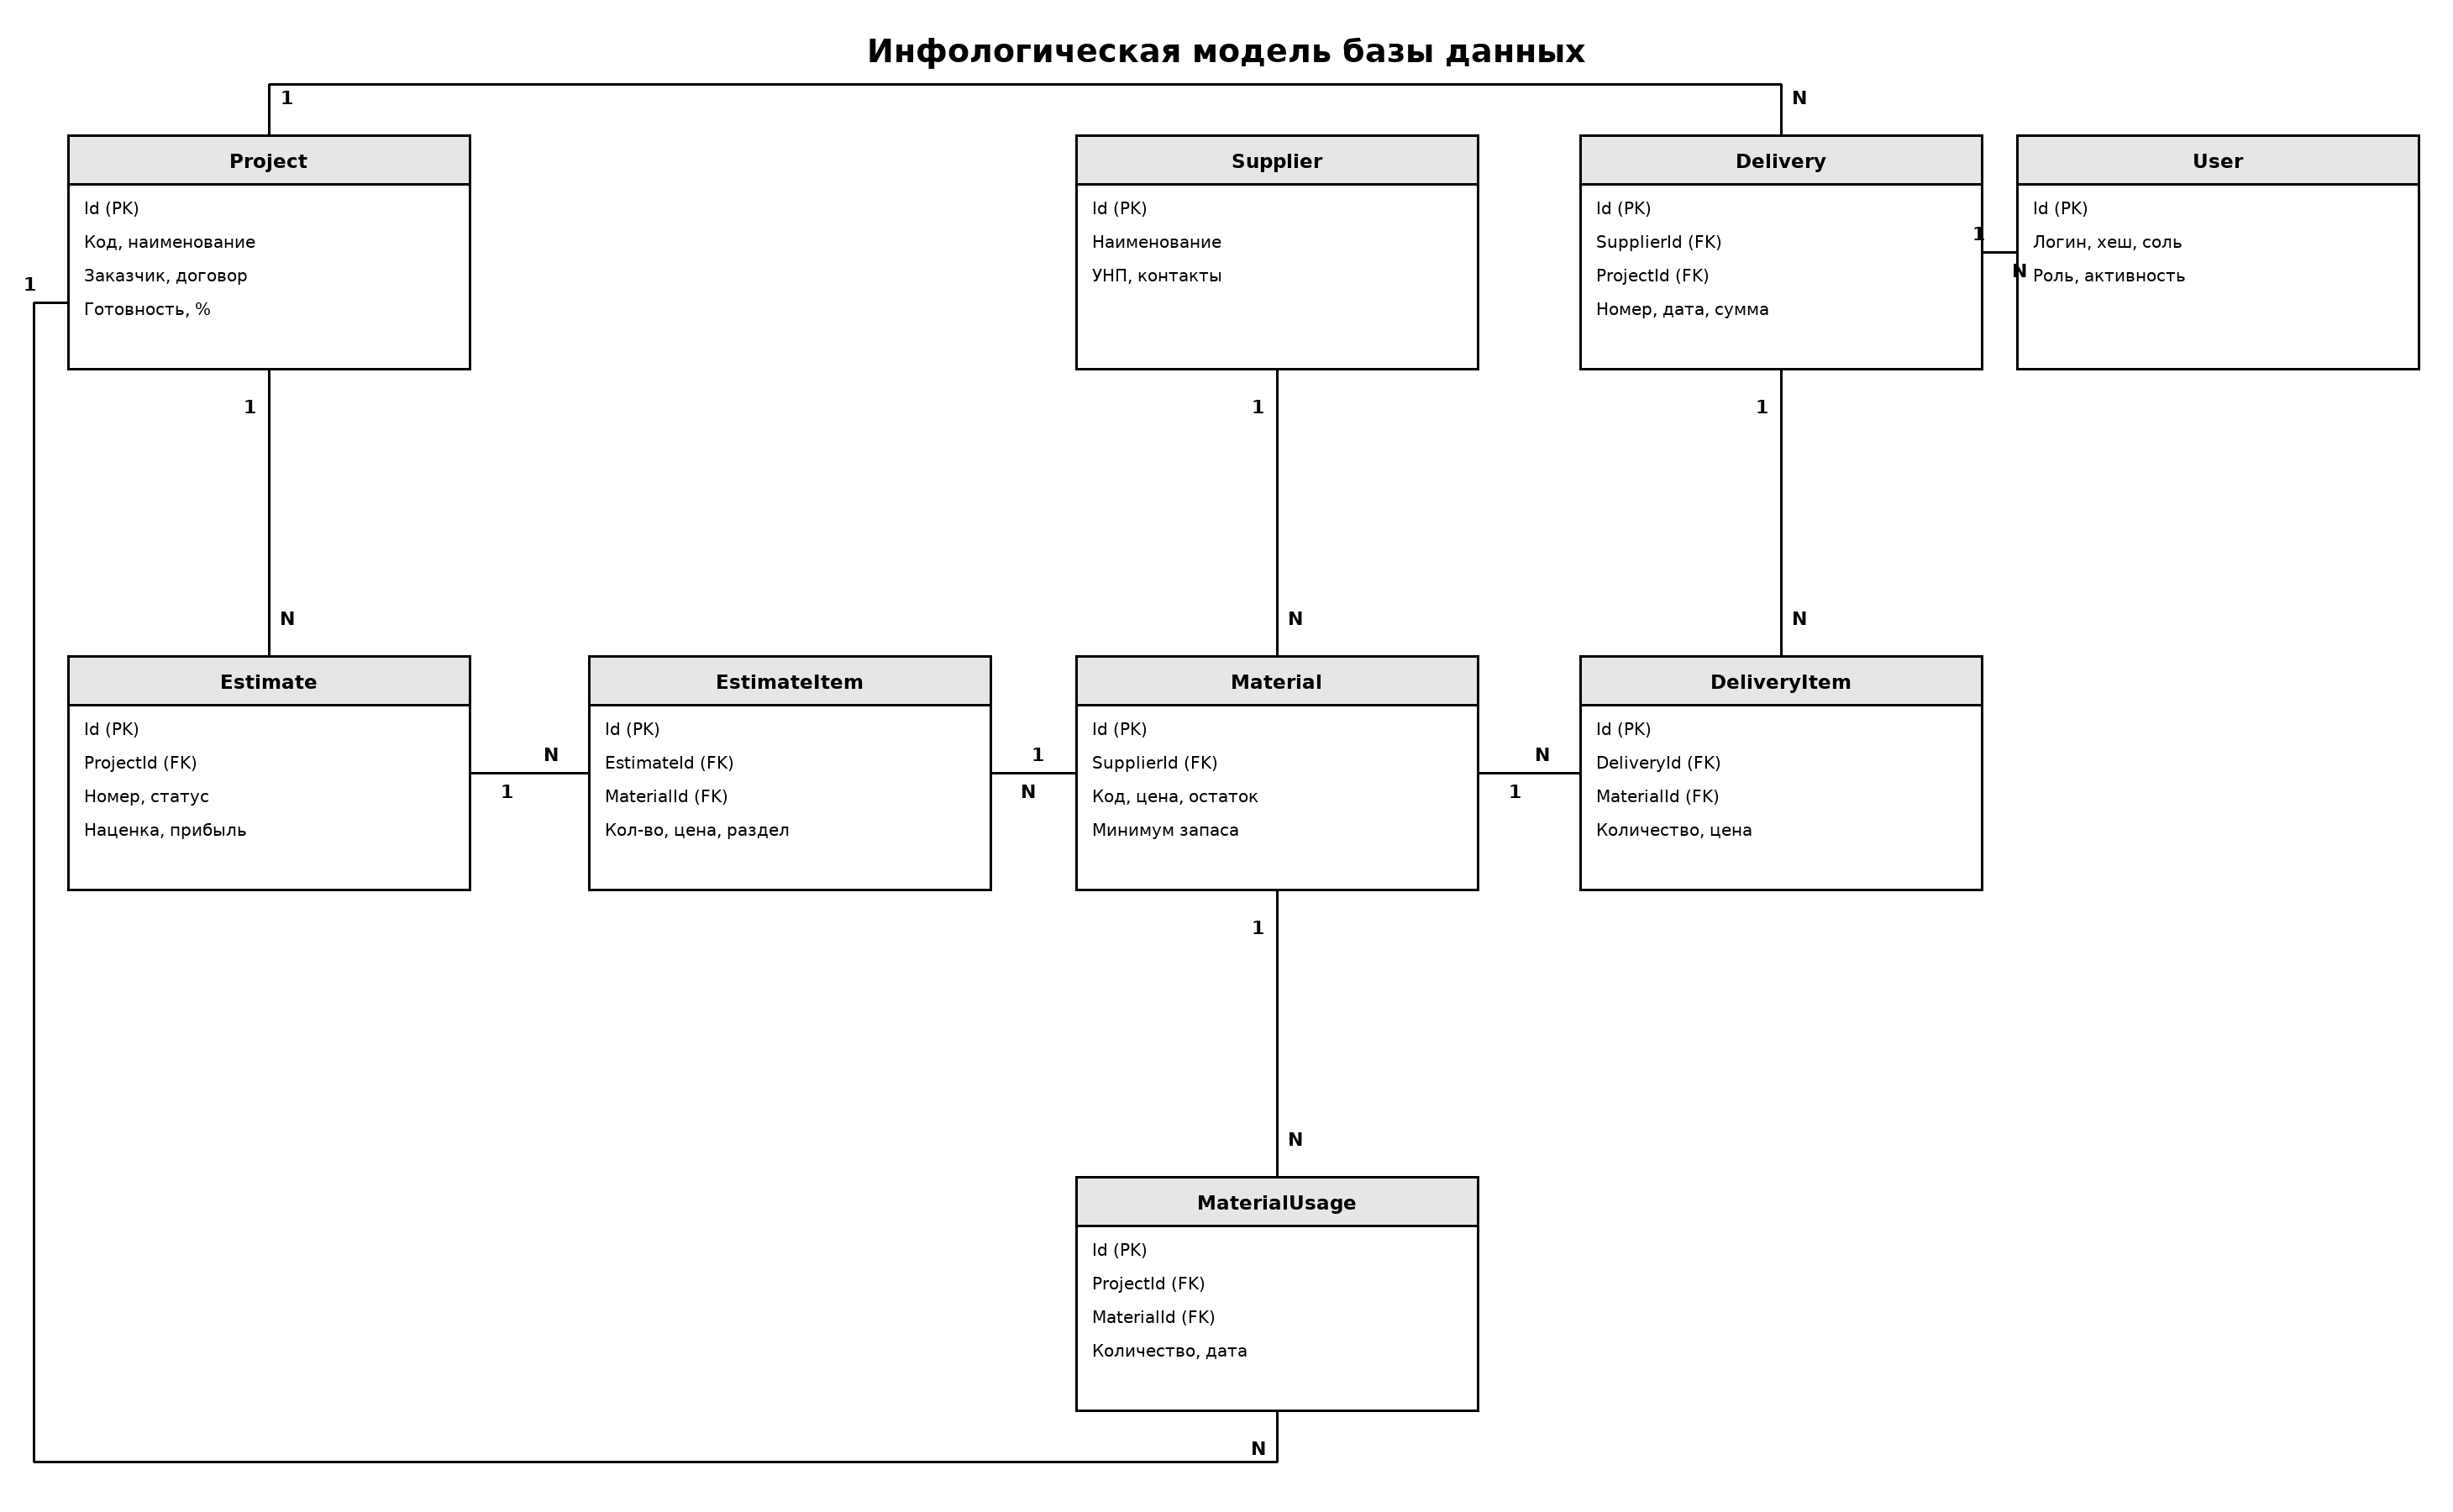 Инфологическая модель базы данных
1
N
Project
Id (PK)
Код, наименование
Заказчик, договор
Готовность, %
1
Supplier
Id (PK)
Наименование
УНП, контакты
Delivery
Id (PK)
SupplierId (FK)
ProjectId (FK)
Номер, дата, сумма
1
N
User
Id (PK)
Логин, хеш, соль
Роль, активность
1
1
1
N
N
N
Estimate
Id (PK)
ProjectId (FK)
Номер, статус
Наценка, прибыль
N
1
EstimateItem
Id (PK)
EstimateId (FK)
MaterialId (FK)
Кол-во, цена, раздел
1
N
Material
Id (PK)
SupplierId (FK)
Код, цена, остаток
Минимум запаса
N
1
DeliveryItem
Id (PK)
DeliveryId (FK)
MaterialId (FK)
Количество, цена
1
N
MaterialUsage
Id (PK)
ProjectId (FK)
MaterialId (FK)
Количество, дата
N